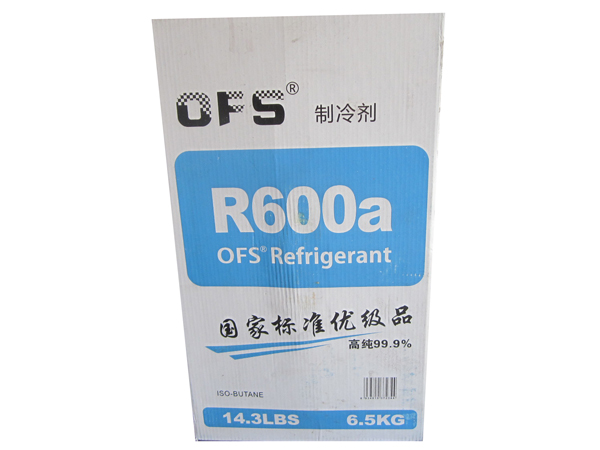 OFS® 制冷剂
R600a
OFS® Refrigerant
国家标准优级品
高纯99.9%
ISO-BUTANE
14.3LBS 6.5KG